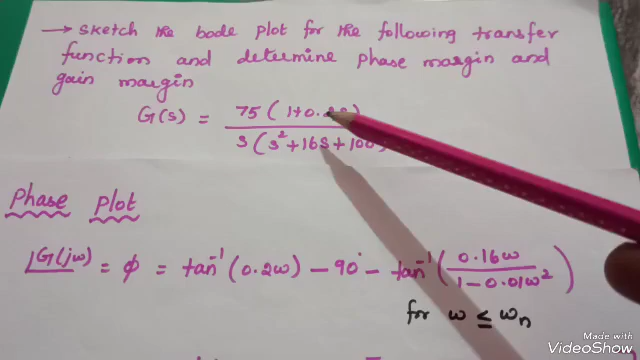 → Sketch the bode plot for the following transfer
function and determine phase margin and
gain margin
G(s) = 75 ( 1+0.2s) / s ( s² + 16s + 100)
Phase Plot
∠G(jω) = φ = tan⁻¹ (0.2ω) − 90° − tan⁻¹ ( 0.16ω / 1 − 0.01ω² )
for ω ≤ ωn
Made with
VideoShow